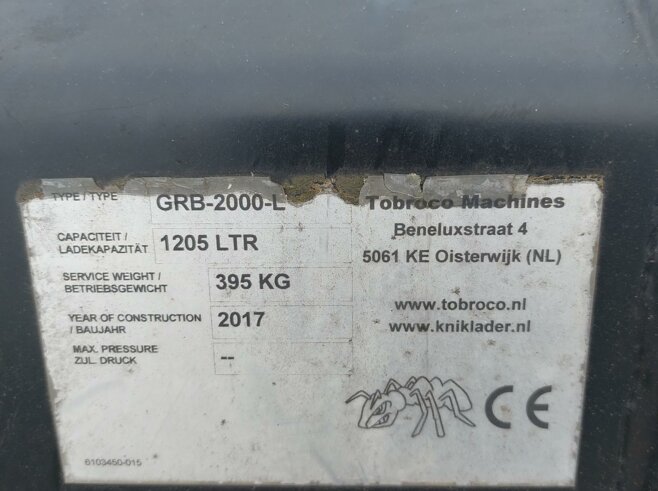 TYPE / TYPE GRB-2000-L
CAPACITEIT / LADEKAPAZITÄT 1205 LTR
SERVICE WEIGHT / BETRIEBSGEWICHT 395 KG
YEAR OF CONSTRUCTION / BAUJAHR 2017
MAX. PRESSURE ZUL. DRUCK --
6103450-015
Tobroco Machines
Beneluxstraat 4
5061 KE Oisterwijk (NL)
www.tobroco.nl
www.kniklader.nl
CE